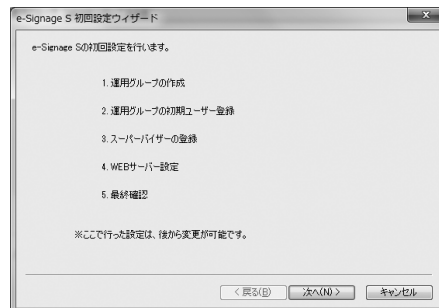 e-Signage S 初回設定ウィザード
e-Signage Sの初回設定を行います。
1. 運用グループの作成
2. 運用グループの初期ユーザー登録
3. スーパーバイザーの登録
4. WEBサーバー設定
5. 最終確認
※ここで行った設定は、後から変更が可能です。
< 戻る(B) 次へ(N) > キャンセル